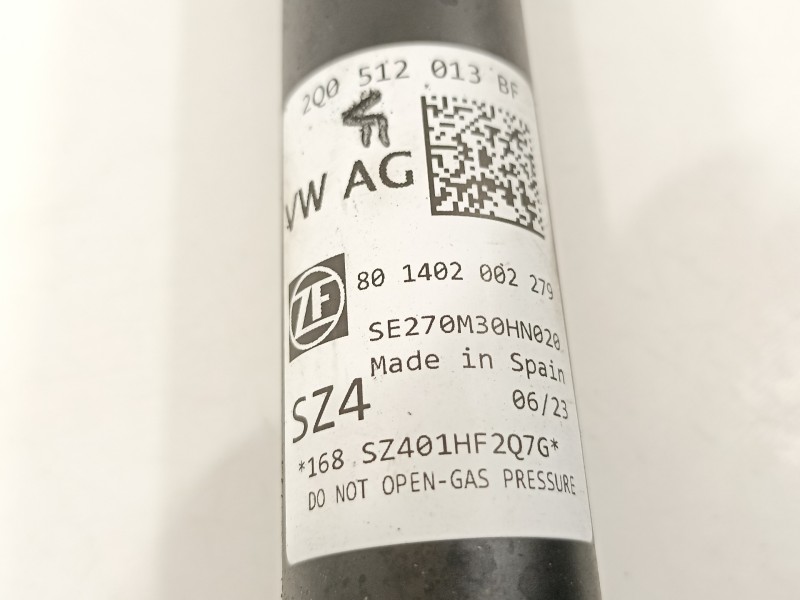 2Q0 512 013 BF
VW AG
ZF
80 1402 002 279
SE270M30HN020
Made in Spain
06/23
SZ4
*168 SZ401HF2Q7G*
DO NOT OPEN-GAS PRESSURE